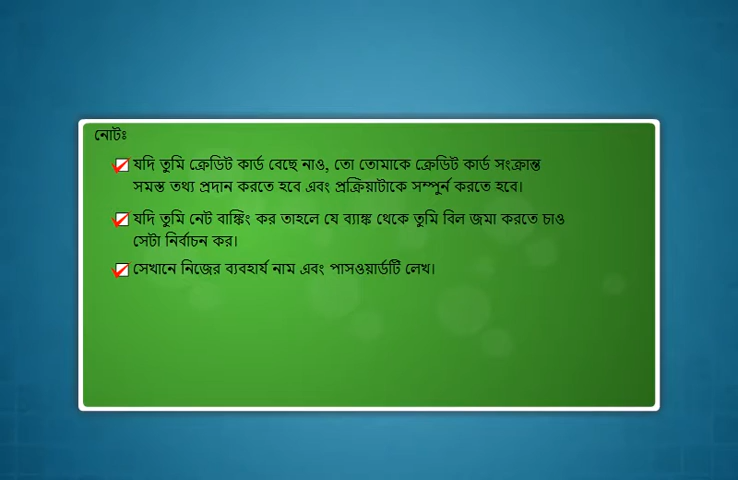 নোটঃ
যদি তুমি ক্রেডিট কার্ড বেছে নাও, তো তোমাকে ক্রেডিট কার্ড সংক্রান্ত
সমস্ত তথ্য প্রদান করতে হবে এবং প্রক্রিয়াটাকে সম্পুর্ন করতে হবে।
যদি তুমি নেট বাঙ্কিং কর তাহলে যে ব্যাঙ্ক থেকে তুমি বিল জমা করতে চাও
সেটা নির্বাচন কর।
সেখানে নিজের ব্যবহার্য নাম এবং পাসওয়ার্ডটি লেখ।